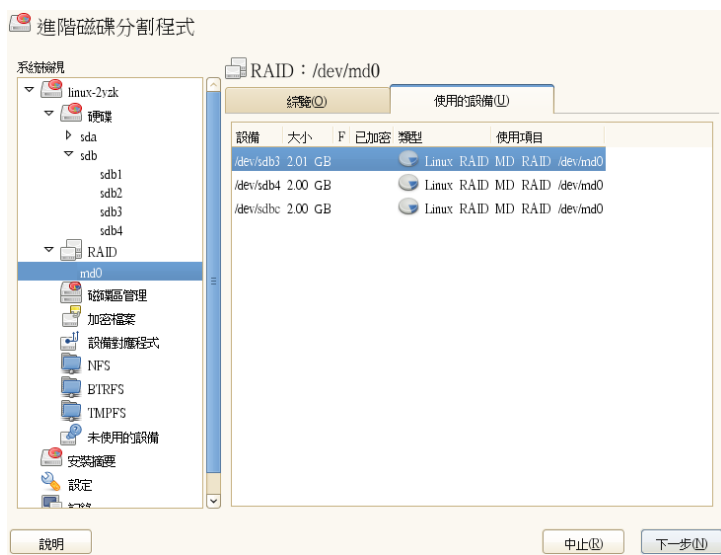 進階磁碟分割程式
系統檢視
linux-2yzk
硬碟
sda
sdb
sdb1
sdb2
sdb3
sdb4
RAID
md0
磁碟區管理
加密檔案
設備對應程式
NFS
BTRFS
TMPFS
未使用的設備
安裝摘要
設定
記錄
RAID：/dev/md0
綜覽(O)
使用的設備(U)
設備 大小 F 已加密 類型 使用項目
/dev/sdb3 2.01 GB Linux RAID MD RAID /dev/md0
/dev/sdb4 2.00 GB Linux RAID MD RAID /dev/md0
/dev/sdbc 2.00 GB Linux RAID MD RAID /dev/md0
說明
中止(R)
下一步(N)